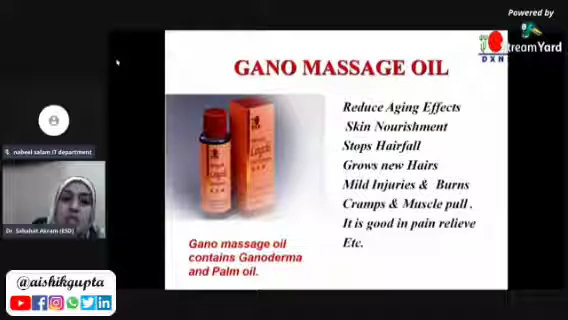 Powered by
StreamYard
DXN
GANO MASSAGE OIL
Reduce Aging Effects
Skin Nourishment
Stops Hairfall
Grows new Hairs
Mild Injuries & Burns
Cramps & Muscle pull .
It is good in pain relieve
Etc.
Gano massage oil
contains Ganoderma
and Palm oil.
nabeel salam IT department
Dr. Sabahat Akram (ESD)
@aishikgupta